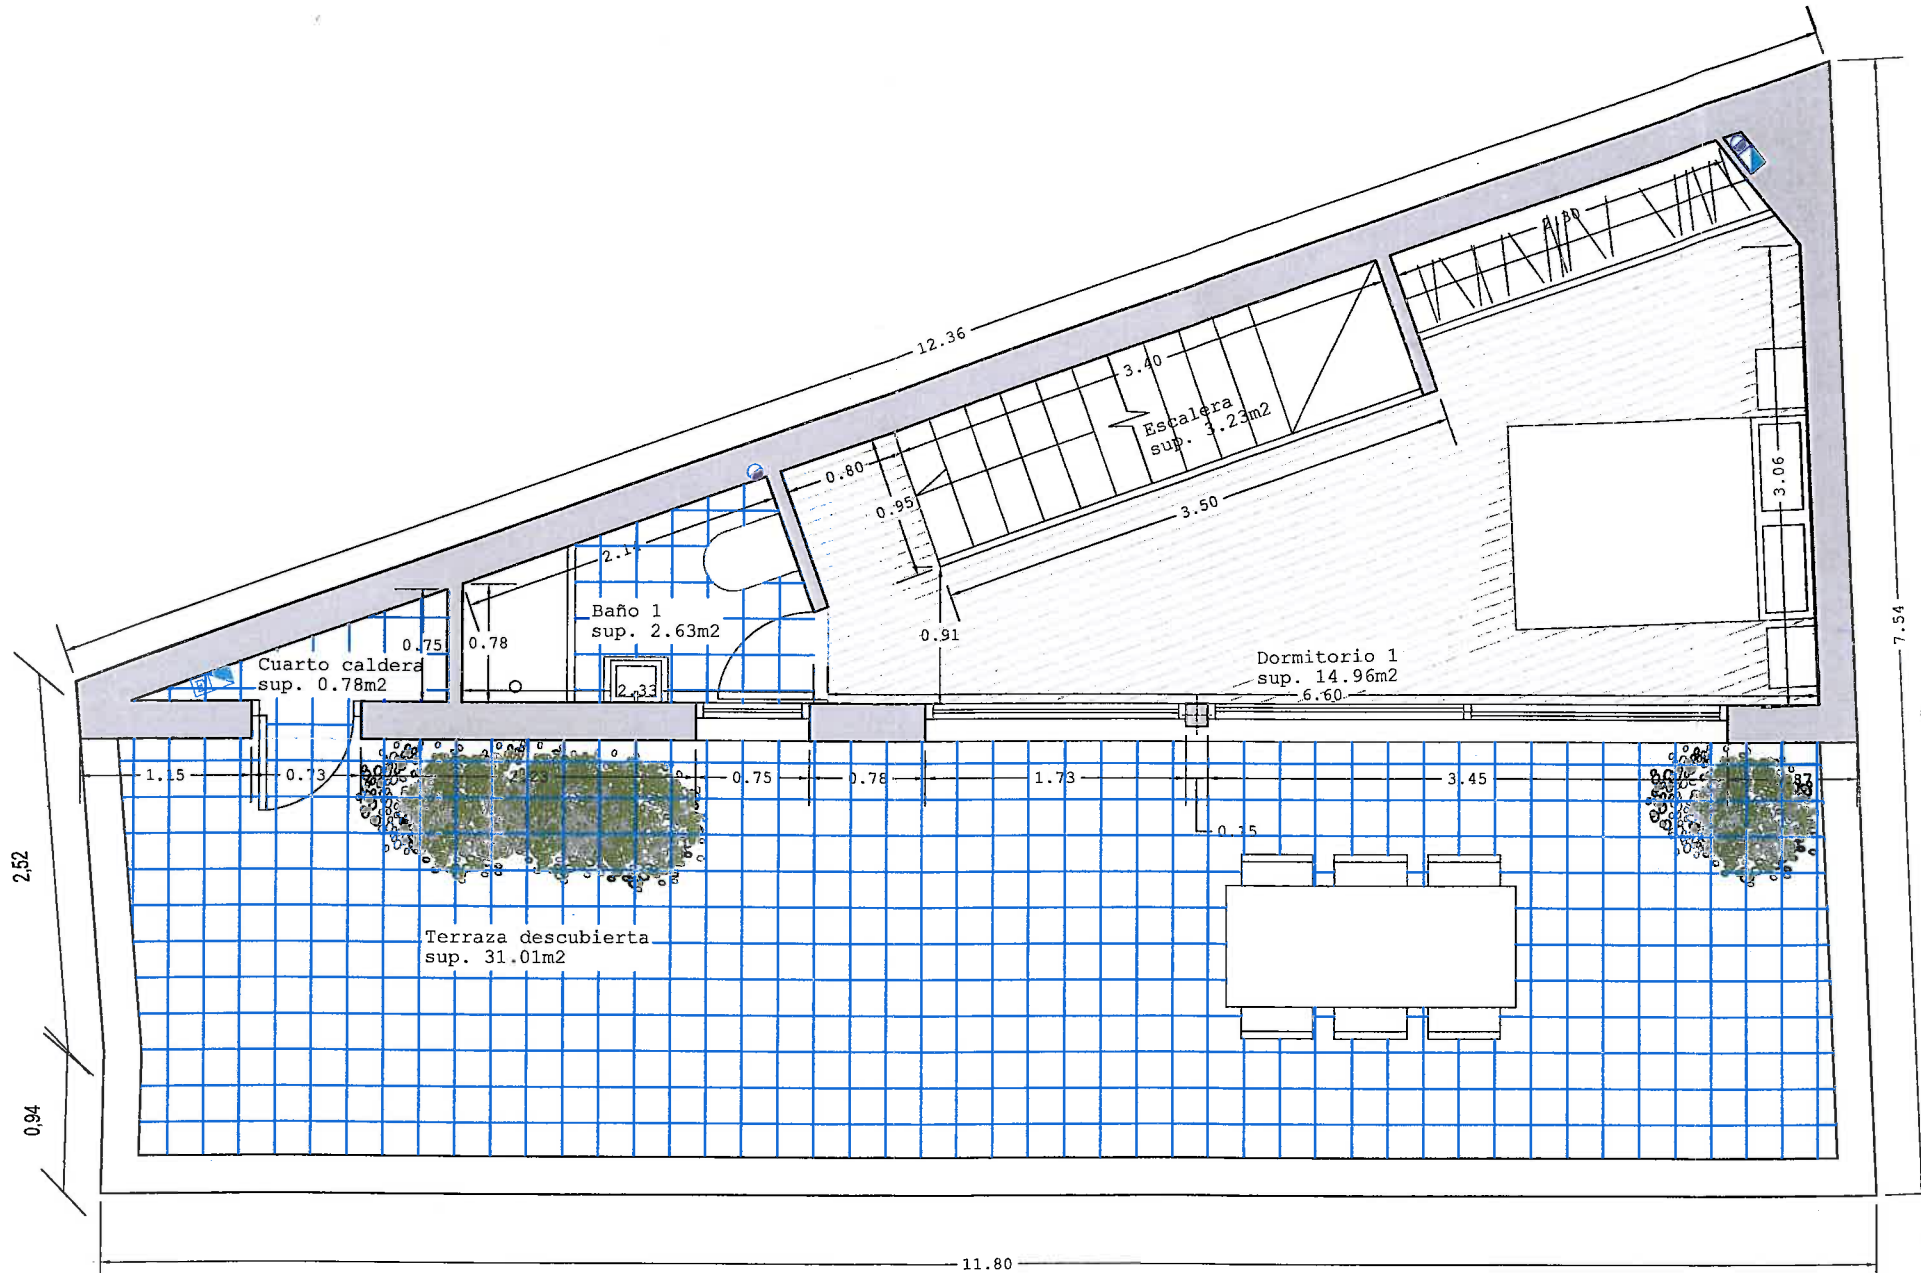 12.36
2.30
3.40
Escalera
sup. 3.23m2
0.80
0.95
3.50
3.06
7.54
Baño 1
sup. 2.63m2
0.75
0.78
0.91
Cuarto caldera
sup. 0.78m2
2.33
Dormitorio 1
sup. 14.96m2
6.60
1.15
0.73
2.23
0.75
0.78
1.73
3.45
87
0.15
2,52
Terraza descubierta
sup. 31.01m2
0,94
11.80